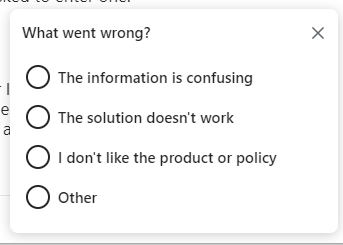 What went wrong?
The information is confusing
The solution doesn't work
I don't like the product or policy
Other